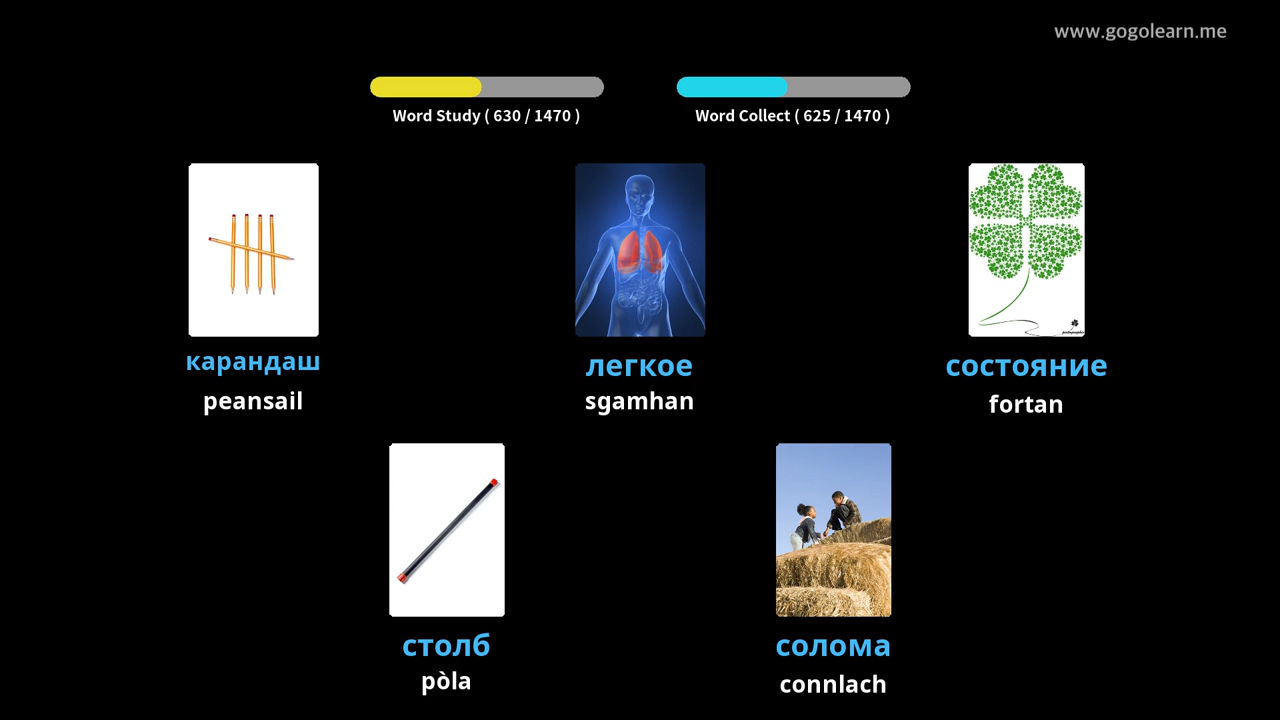 www.gogolearn.me
Word Study ( 630 / 1470 )
Word Collect ( 625 / 1470 )
карандаш
peansail
легкое
sgamhan
состояние
fortan
столб
pòla
солома
connlach